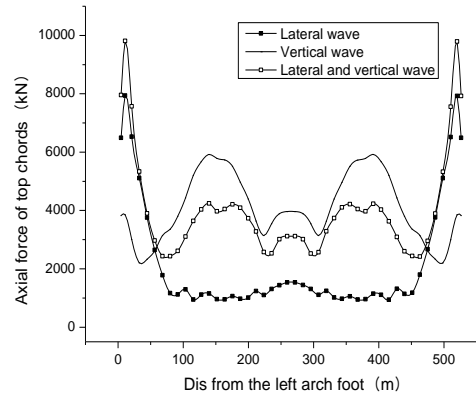 Lateral wave
Vertical wave
Lateral and vertical wave
Axial force of top chords（kN）
10000
8000
6000
4000
2000
0
0 100 200 300 400 500
Dis from the left arch foot（m）